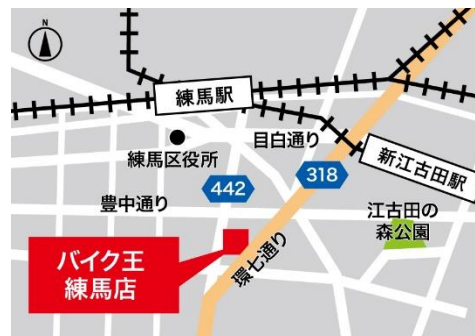 N
練馬駅
目白通り
練馬区役所
新江古田駅
318
442
豊中通り
江古田の
森公園
環七通り
バイク王
練馬店